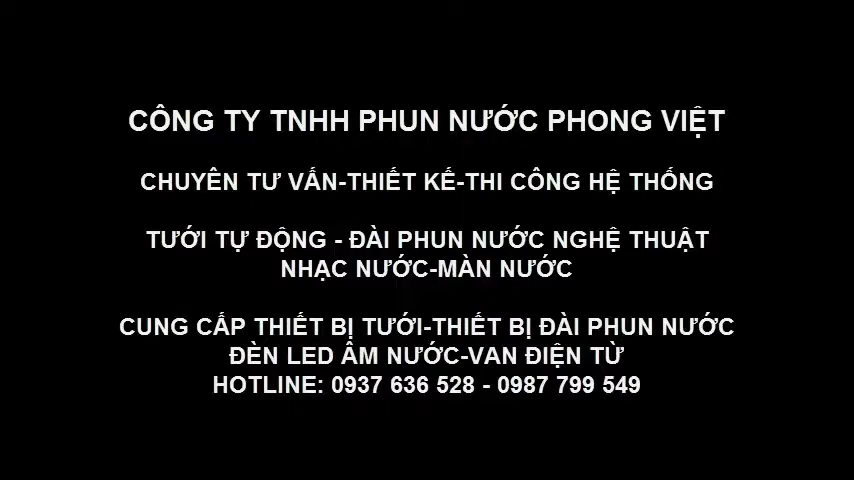 CÔNG TY TNHH PHUN NƯỚC PHONG VIỆT
CHUYÊN TƯ VẤN-THIẾT KẾ-THI CÔNG HỆ THỐNG
TƯỚI TỰ ĐỘNG - ĐÀI PHUN NƯỚC NGHỆ THUẬT
NHẠC NƯỚC-MÀN NƯỚC
CUNG CẤP THIẾT BỊ TƯỚI-THIẾT BỊ ĐÀI PHUN NƯỚC
ĐÈN LED ÂM NƯỚC-VAN ĐIỆN TỪ
HOTLINE: 0937 636 528 - 0987 799 549